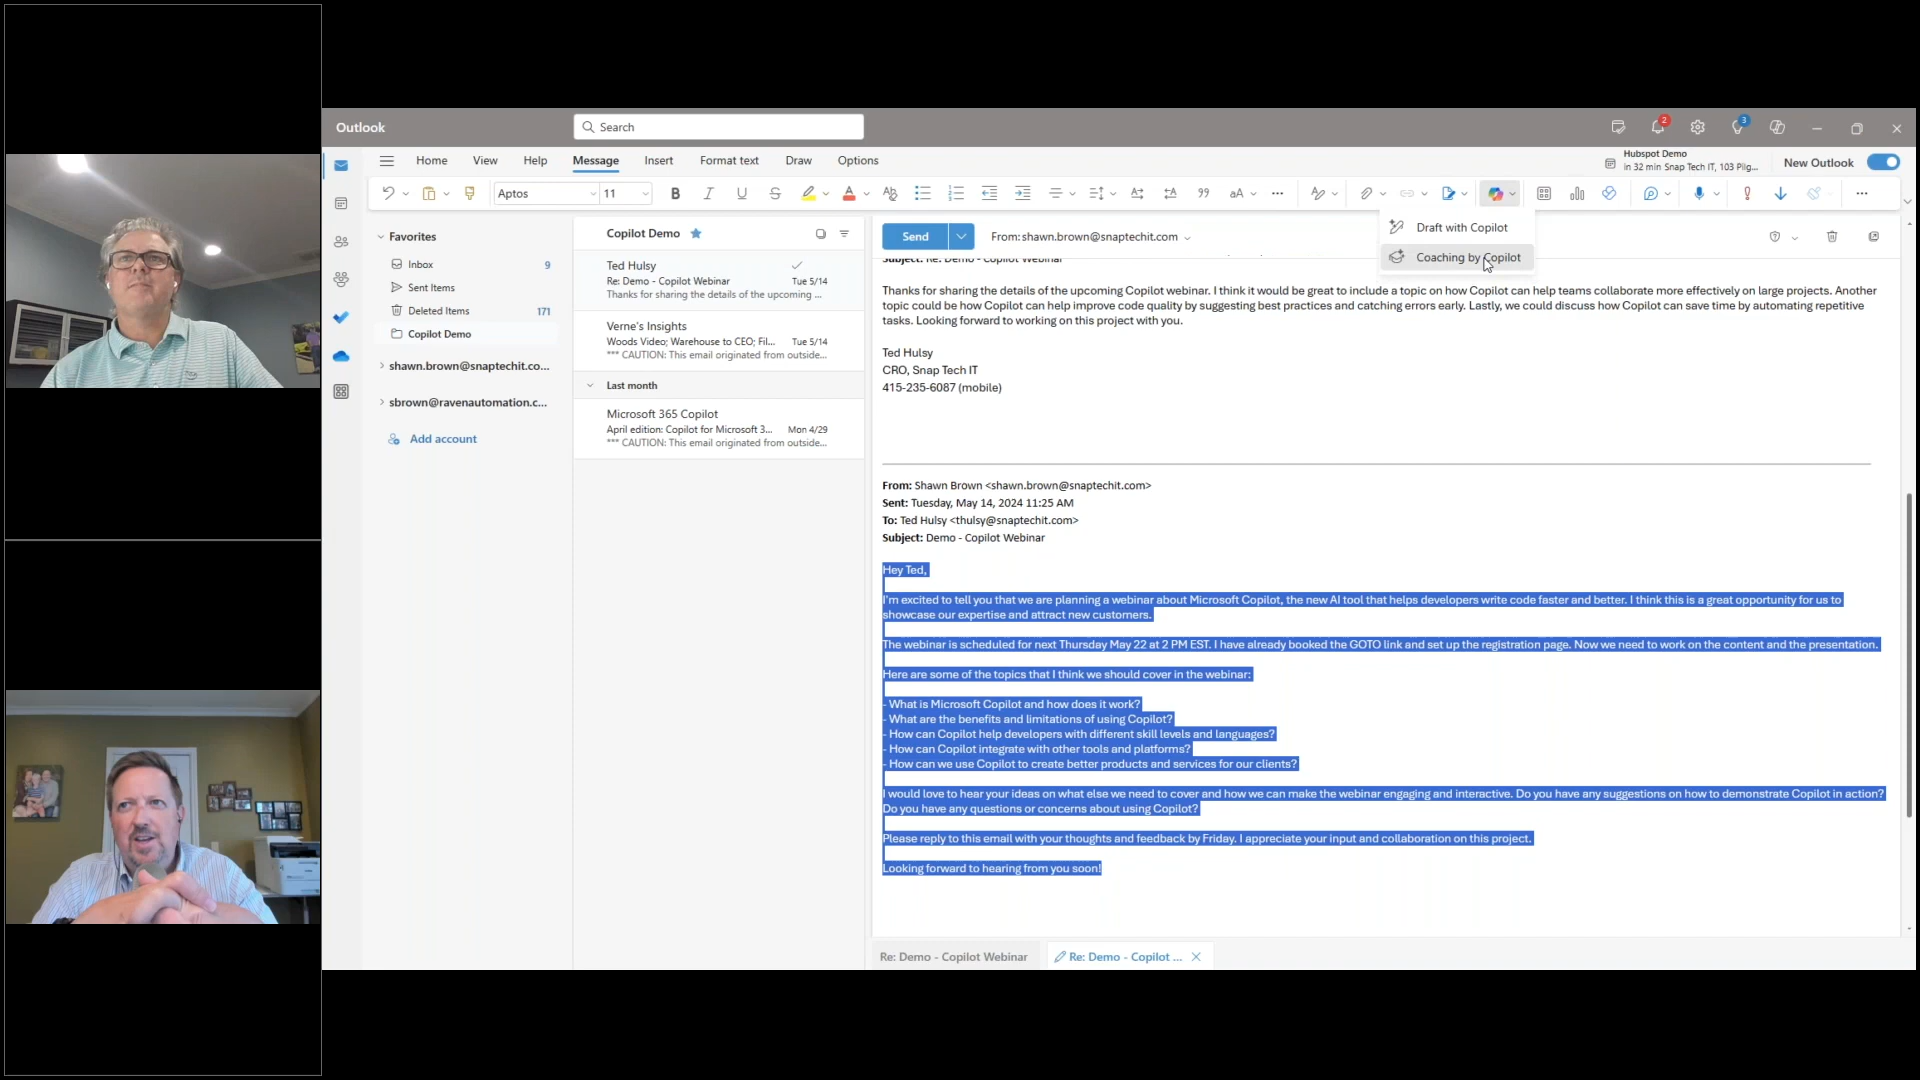 Outlook
Search
2
3
Home View Help Message Insert Format text Draw Options
Hubspot Demo
in 32 min Snap Tech IT, 103 Pilg...
New Outlook
Aptos 11
Favorites
Inbox 9
Sent Items
Deleted Items 171
Copilot Demo
shawn.brown@snaptechit.co...
sbrown@ravenautomation.c...
Add account
Copilot Demo
Ted Hulsy
Re: Demo - Copilot Webinar Tue 5/14
Thanks for sharing the details of the upcoming ...
Verne's Insights
Woods Video; Warehouse to CEO; Fil... Tue 5/14
*** CAUTION: This email originated from outside...
Last month
Microsoft 365 Copilot
April edition: Copilot for Microsoft 3... Mon 4/29
*** CAUTION: This email originated from outside...
Send
From: shawn.brown@snaptechit.com
Draft with Copilot
Coaching by Copilot
Subject: Re: Demo - Copilot Webinar
Thanks for sharing the details of the upcoming Copilot webinar. I think it would be great to include a topic on how Copilot can help teams collaborate more effectively on large projects. Another
topic could be how Copilot can help improve code quality by suggesting best practices and catching errors early. Lastly, we could discuss how Copilot can save time by automating repetitive
tasks. Looking forward to working on this project with you.
Ted Hulsy
CRO, Snap Tech IT
415-235-6087 (mobile)
From: Shawn Brown <shawn.brown@snaptechit.com>
Sent: Tuesday, May 14, 2024 11:25 AM
To: Ted Hulsy <thulsy@snaptechit.com>
Subject: Demo - Copilot Webinar
Hey Ted,
I'm excited to tell you that we are planning a webinar about Microsoft Copilot, the new AI tool that helps developers write code faster and better. I think this is a great opportunity for us to
showcase our expertise and attract new customers.
The webinar is scheduled for next Thursday May 22 at 2 PM EST. I have already booked the GOTO link and set up the registration page. Now we need to work on the content and the presentation.
Here are some of the topics that I think we should cover in the webinar:
- What is Microsoft Copilot and how does it work?
- What are the benefits and limitations of using Copilot?
- How can Copilot help developers with different skill levels and languages?
- How can Copilot integrate with other tools and platforms?
- How can we use Copilot to create better products and services for our clients?
I would love to hear your ideas on what else we need to cover and how we can make the webinar engaging and interactive. Do you have any suggestions on how to demonstrate Copilot in action?
Do you have any questions or concerns about using Copilot?
Please reply to this email with your thoughts and feedback by Friday. I appreciate your input and collaboration on this project.
Looking forward to hearing from you soon!
Re: Demo - Copilot Webinar
Re: Demo - Copilot ...